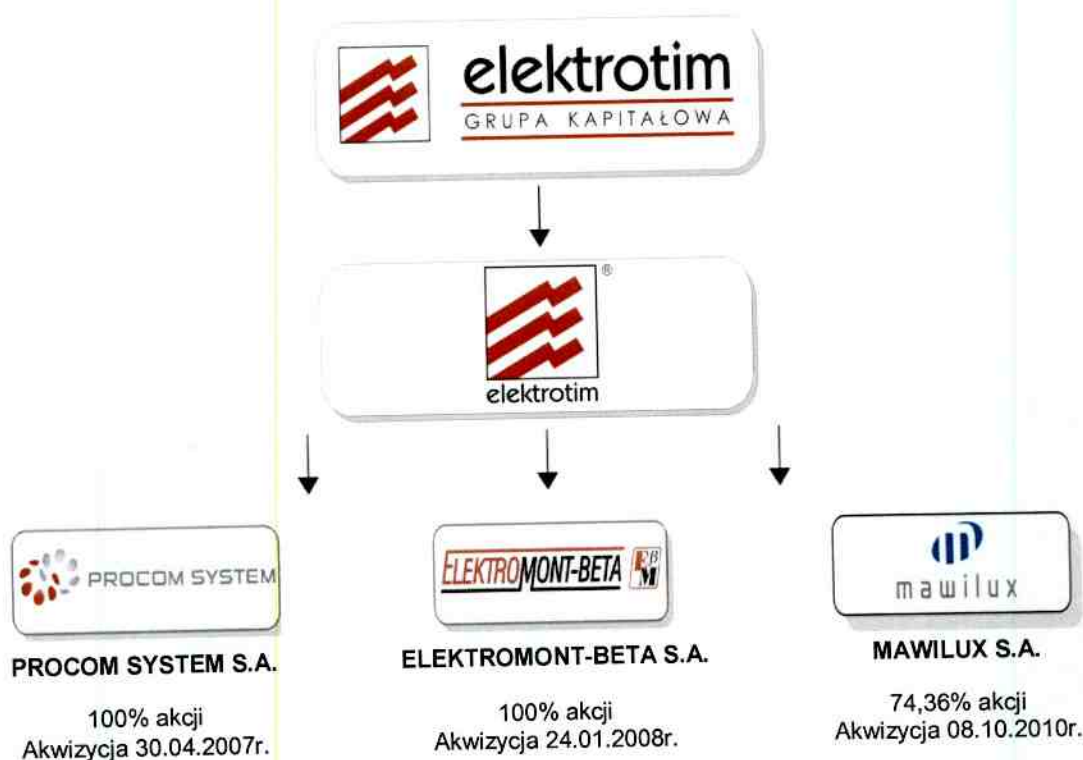 elektrotim
GRUPA KAPITAŁOWA
®
elektrotim
PROCOM SYSTEM
PROCOM SYSTEM S.A.
100% akcji
Akwizycja 30.04.2007r.
ELEKTROMONT-BETA EBM
ELEKTROMONT-BETA S.A.
100% akcji
Akwizycja 24.01.2008r.
mawilux
MAWILUX S.A.
74,36% akcji
Akwizycja 08.10.2010r.